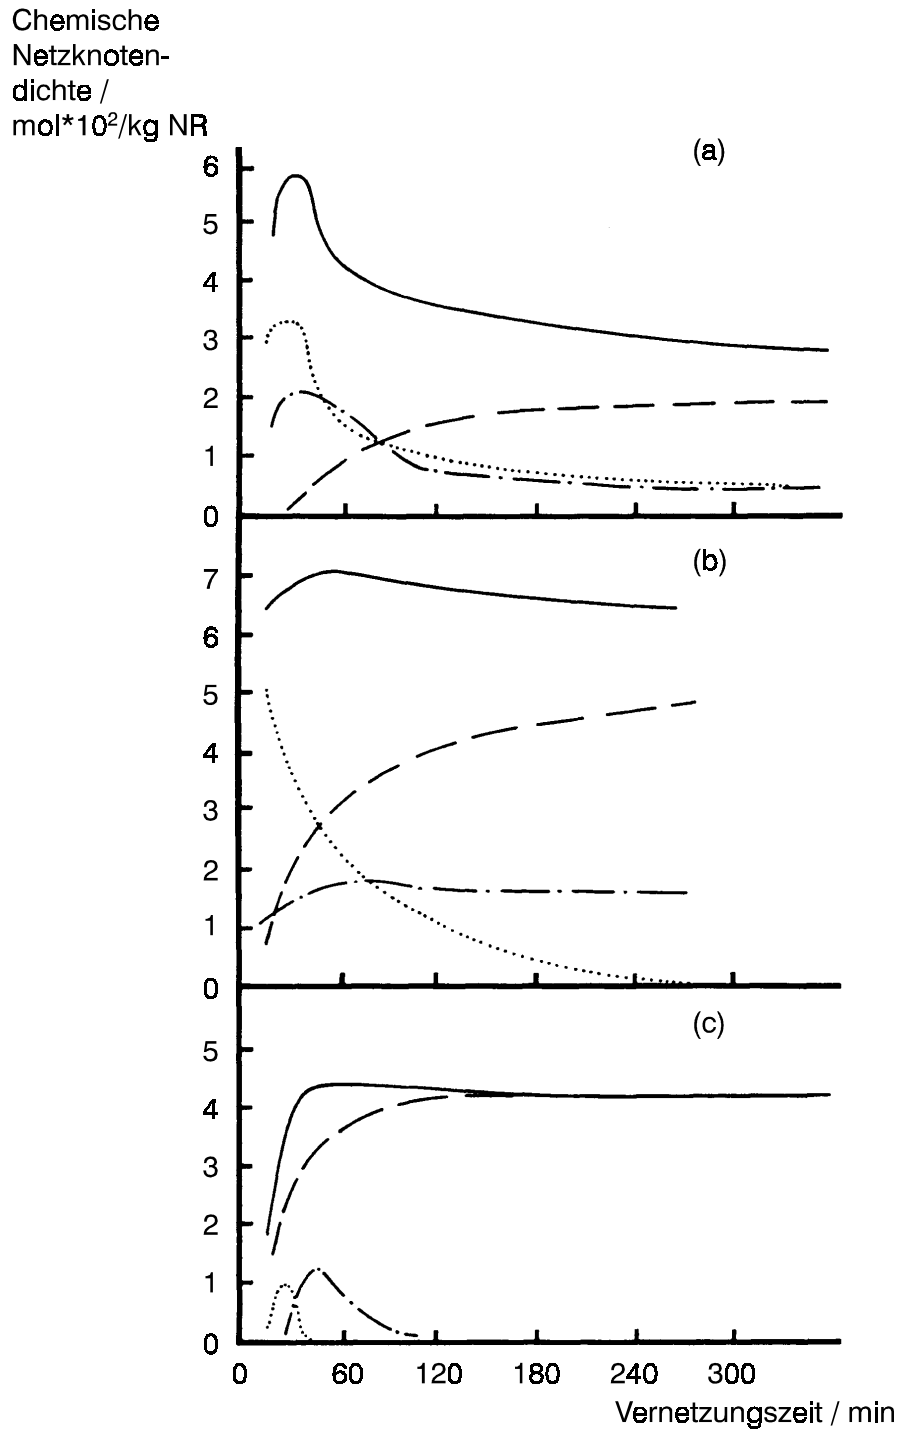 Chemische
Netzknoten-
dichte /
mol*10²/kg NR
(a)
6
5
4
3
2
1
0
(b)
7
6
5
4
3
2
1
0
(c)
5
4
3
2
1
0
0 60 120 180 240 300
Vernetzungszeit / min